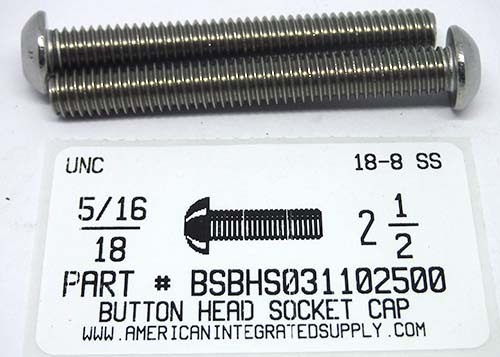 UNC 18-8 SS
5/16
18
2 1/2
PART # BSBHS031102500
BUTTON HEAD SOCKET CAP
WWW.AMERICANINTEGRATEDSUPPLY.COM